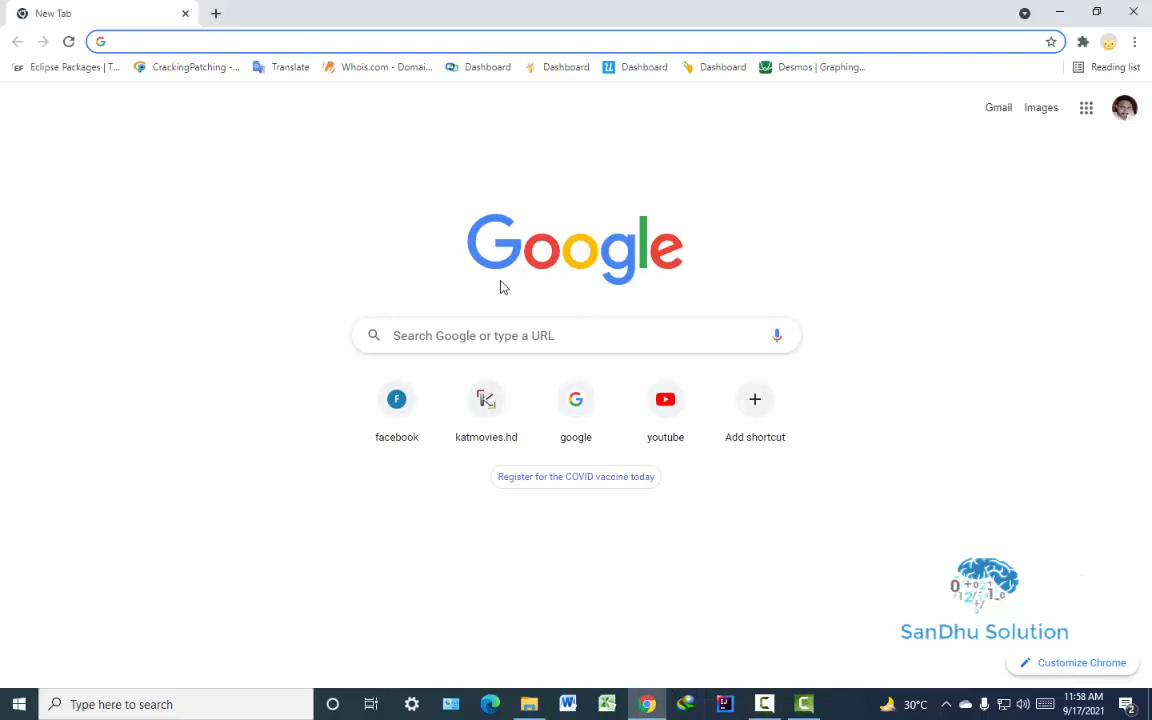 New Tab
EF Eclipse Packages | T... CrackingPatching -... Translate Whois.com - Domai... Dashboard Dashboard Dashboard Dashboard Desmos | Graphing... Reading list
Gmail Images
Google
Search Google or type a URL
facebook katmovies.hd google youtube Add shortcut
Register for the COVID vaccine today
SanDhu Solution
Customize Chrome
Type here to search
30°C
11:58 AM
9/17/2021
2